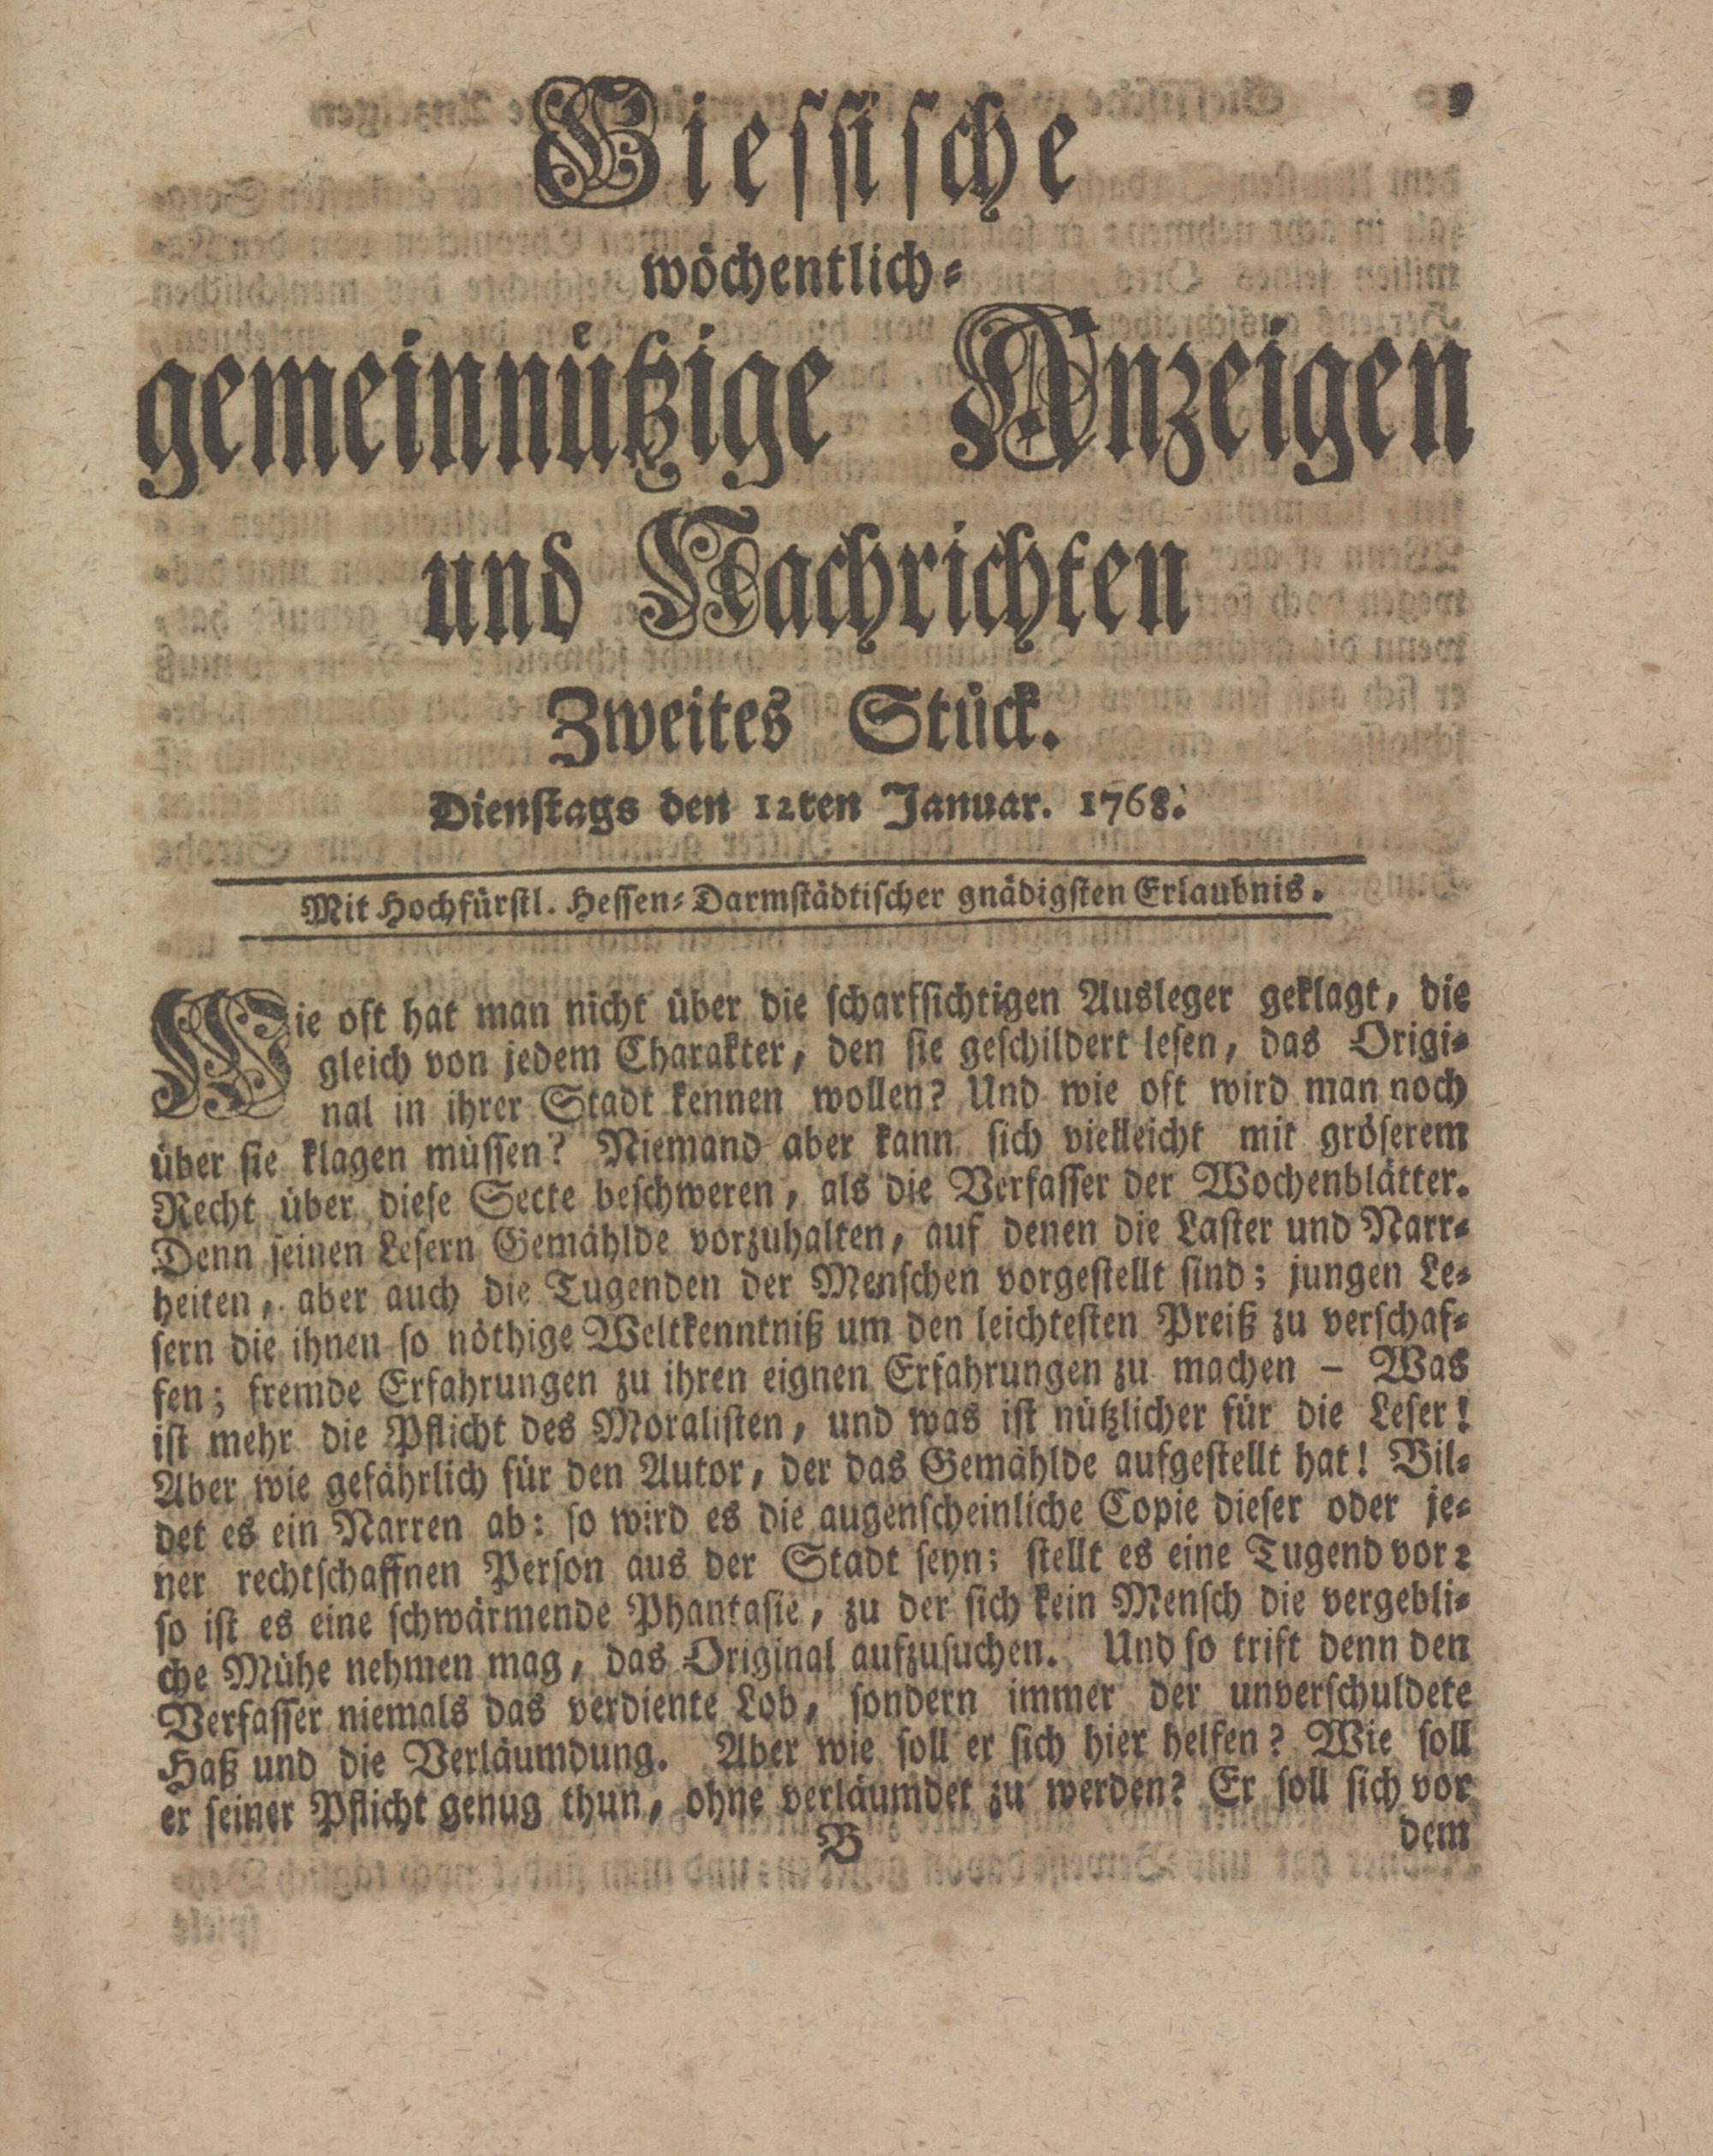 9
Giessische
wöchentlich-
gemeinnützige Anzeigen
und Nachrichten
Zweites Stück.
Dienstags den 12ten Januar. 1768.
Mit Hochfürstl. Hessen-Darmstädtischer gnädigsten Erlaubnis.
Wie oft hat man nicht über die scharfsichtigen Ausleger geklagt, die
gleich von jedem Charakter, den sie geschildert lesen, das Origi-
nal in ihrer Stadt kennen wollen? Und wie oft wird man noch
über sie klagen müssen? Niemand aber kann sich vielleicht mit gröserem
Recht über diese Secte beschweren, als die Verfasser der Wochenblätter.
Denn seinen Lesern Gemählde vorzuhalten, auf denen die Laster und Narr-
heiten, aber auch die Tugenden der Menschen vorgestellt sind; jungen Le-
sern die ihnen so nöthige Weltkenntniß um den leichtesten Preiß zu verschaf-
fen; fremde Erfahrungen zu ihren eignen Erfahrungen zu machen – Was
ist mehr die Pflicht des Moralisten, und was ist nützlicher für die Leser!
Aber wie gefährlich für den Autor, der das Gemählde aufgestellt hat! Bil-
det es ein Narren ab: so wird es die augenscheinliche Copie dieser oder je-
ner rechtschaffnen Person aus der Stadt seyn; stellt es eine Tugend vor:
so ist es eine schwärmende Phantasie, zu der sich kein Mensch die vergebli-
che Mühe nehmen mag, das Original aufzusuchen. Und so trift denn den
Verfasser niemals das verdiente Lob, sondern immer der unverschuldete
Haß und die Verläumdung. Aber wie soll er sich hier helfen? Wie soll
er seiner Pflicht genug thun, ohne verläumdet zu werden? Er soll sich vor
B dem